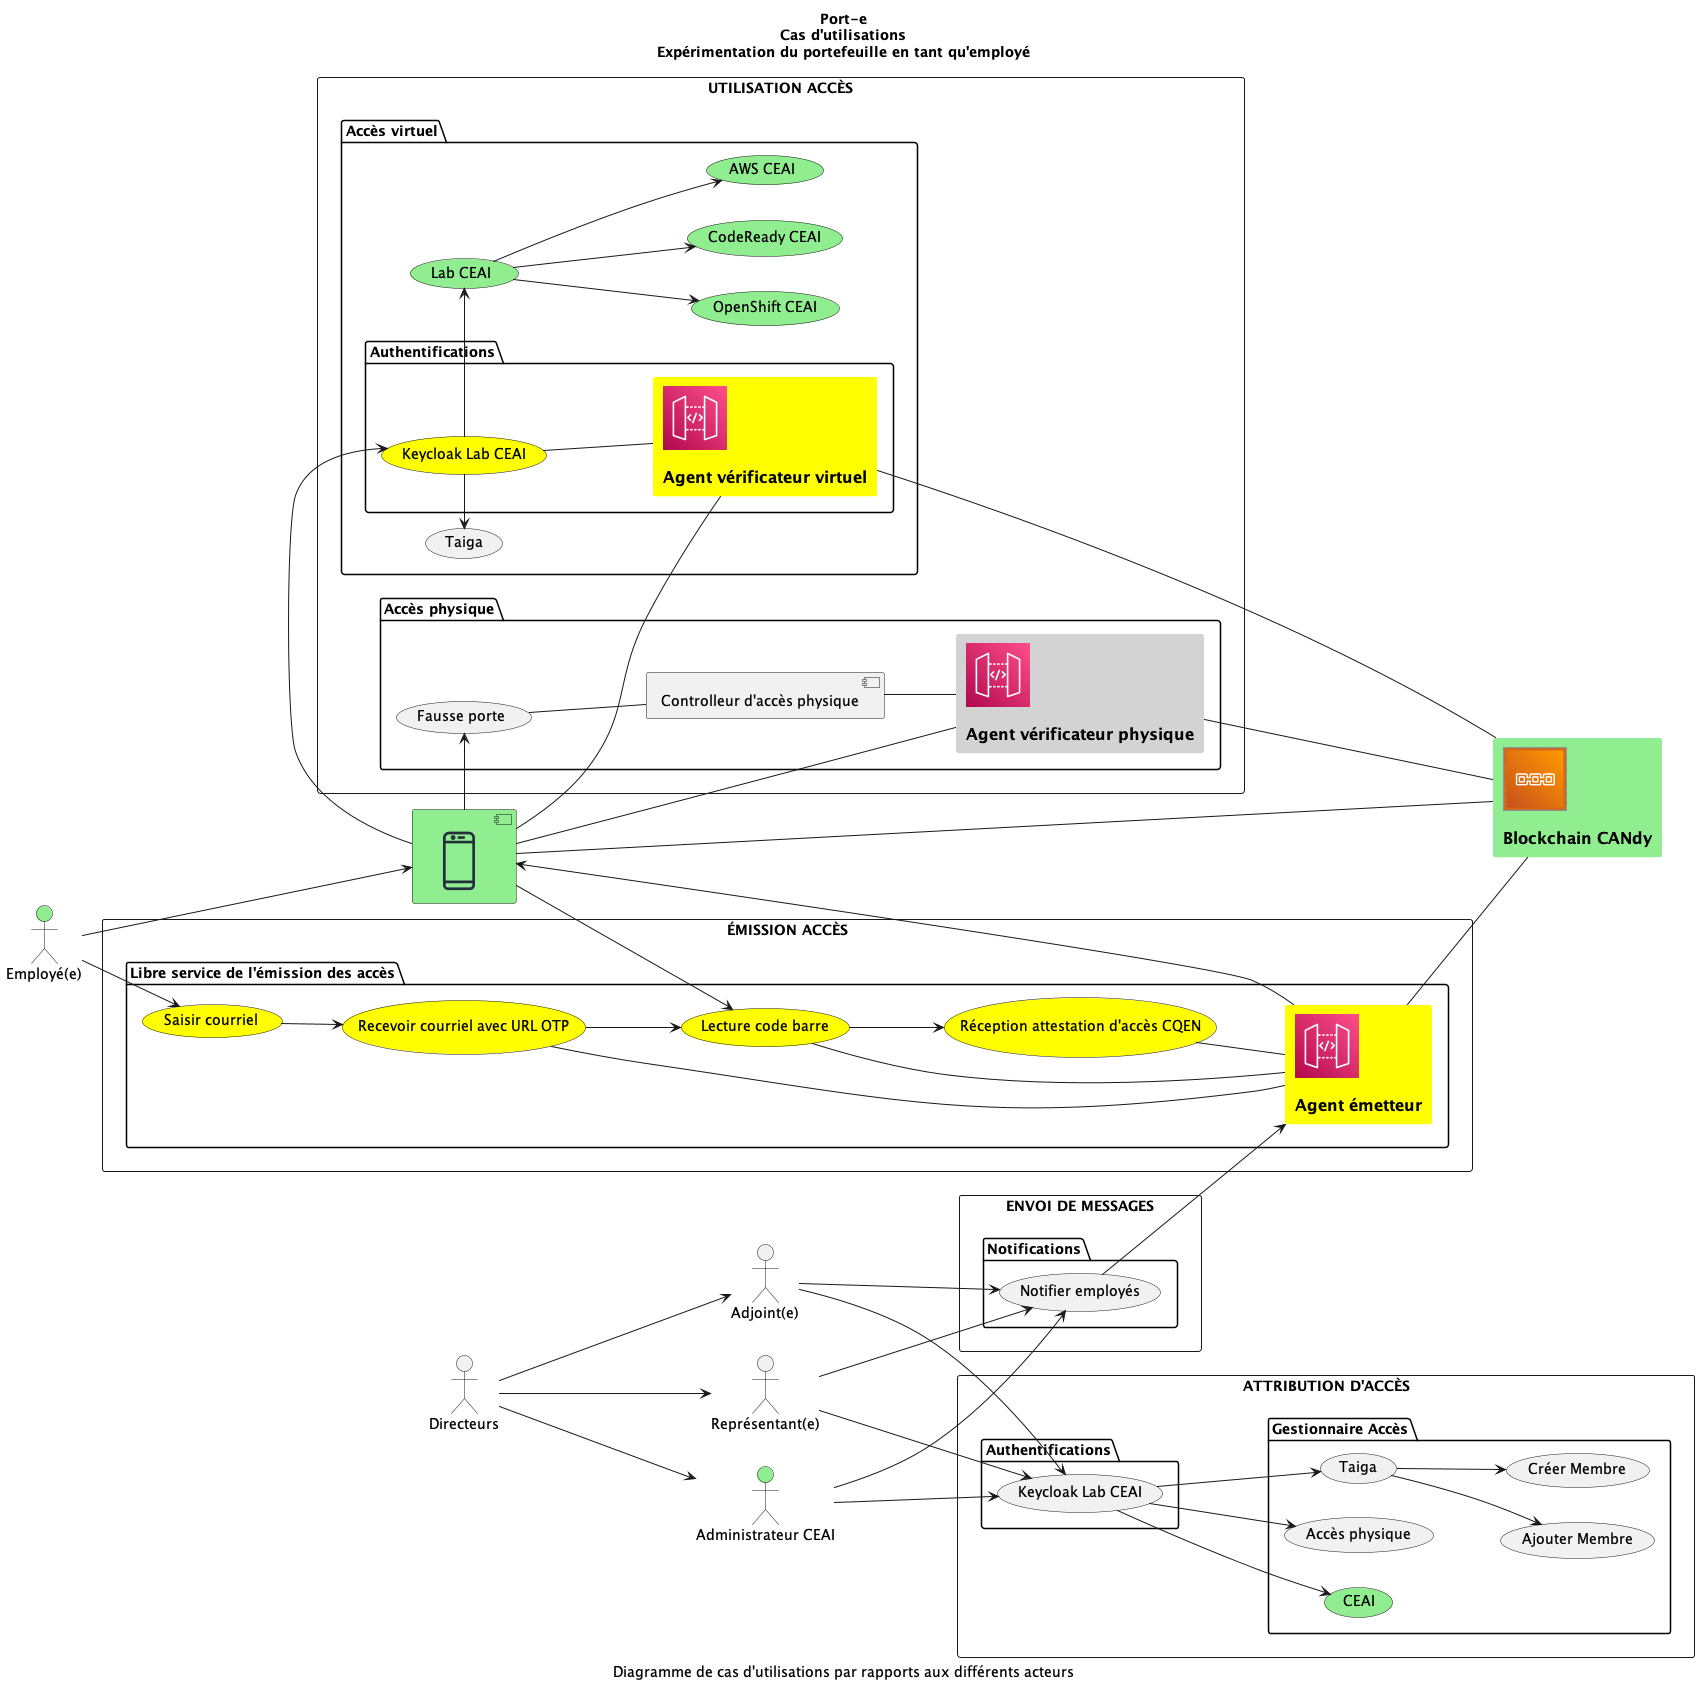 Port-e
Cas d'utilisations
Expérimentation du portefeuille en tant qu'employé
UTILISATION ACCÈS
Accès virtuel
AWS CEAI
CodeReady CEAI
Lab CEAI
OpenShift CEAI
Authentifications
Keycloak Lab CEAI
Agent vérificateur virtuel
Taiga
Accès physique
Fausse porte
Controlleur d'accès physique
Agent vérificateur physique
Blockchain CANdy
Employé(e)
ÉMISSION ACCÈS
Libre service de l'émission des accès
Saisir courriel
Recevoir courriel avec URL OTP
Lecture code barre
Réception attestation d'accès CQEN
Agent émetteur
ENVOI DE MESSAGES
Notifications
Notifier employés
Adjoint(e)
Directeurs
Représentant(e)
Administrateur CEAI
ATTRIBUTION D'ACCÈS
Authentifications
Keycloak Lab CEAI
Gestionnaire Accès
Taiga
Créer Membre
Accès physique
Ajouter Membre
CEAI
Diagramme de cas d'utilisations par rapports aux différents acteurs